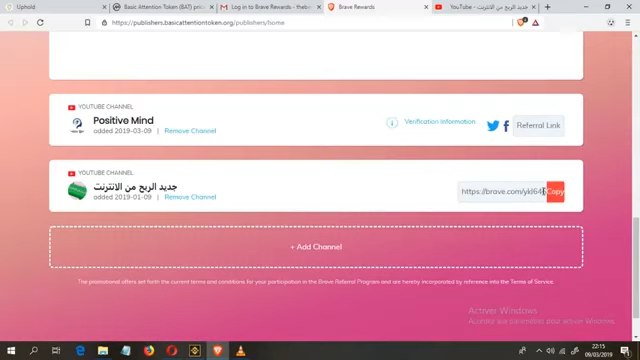 Uphold
Basic Attention Token (BAT) price
Log in to Brave Rewards - thebe
Brave Rewards
YouTube - جديد الربح من الانترنت
https://publishers.basicattentiontoken.org/publishers/home
YOUTUBE CHANNEL
Positive Mind
added 2019-03-09 | Remove Channel
Verification Information
Referral Link
YOUTUBE CHANNEL
جديد الربح من الانترنت
added 2019-01-09 | Remove Channel
https://brave.com/ykl64
Copy
+ Add Channel
The promotional offers set forth the current terms and conditions for your participation in the Brave Referral Program and are hereby incorporated by reference into the Terms of Service.
Activer Windows
Accédez aux paramètres pour activer Windows.
22:15
09/03/2019